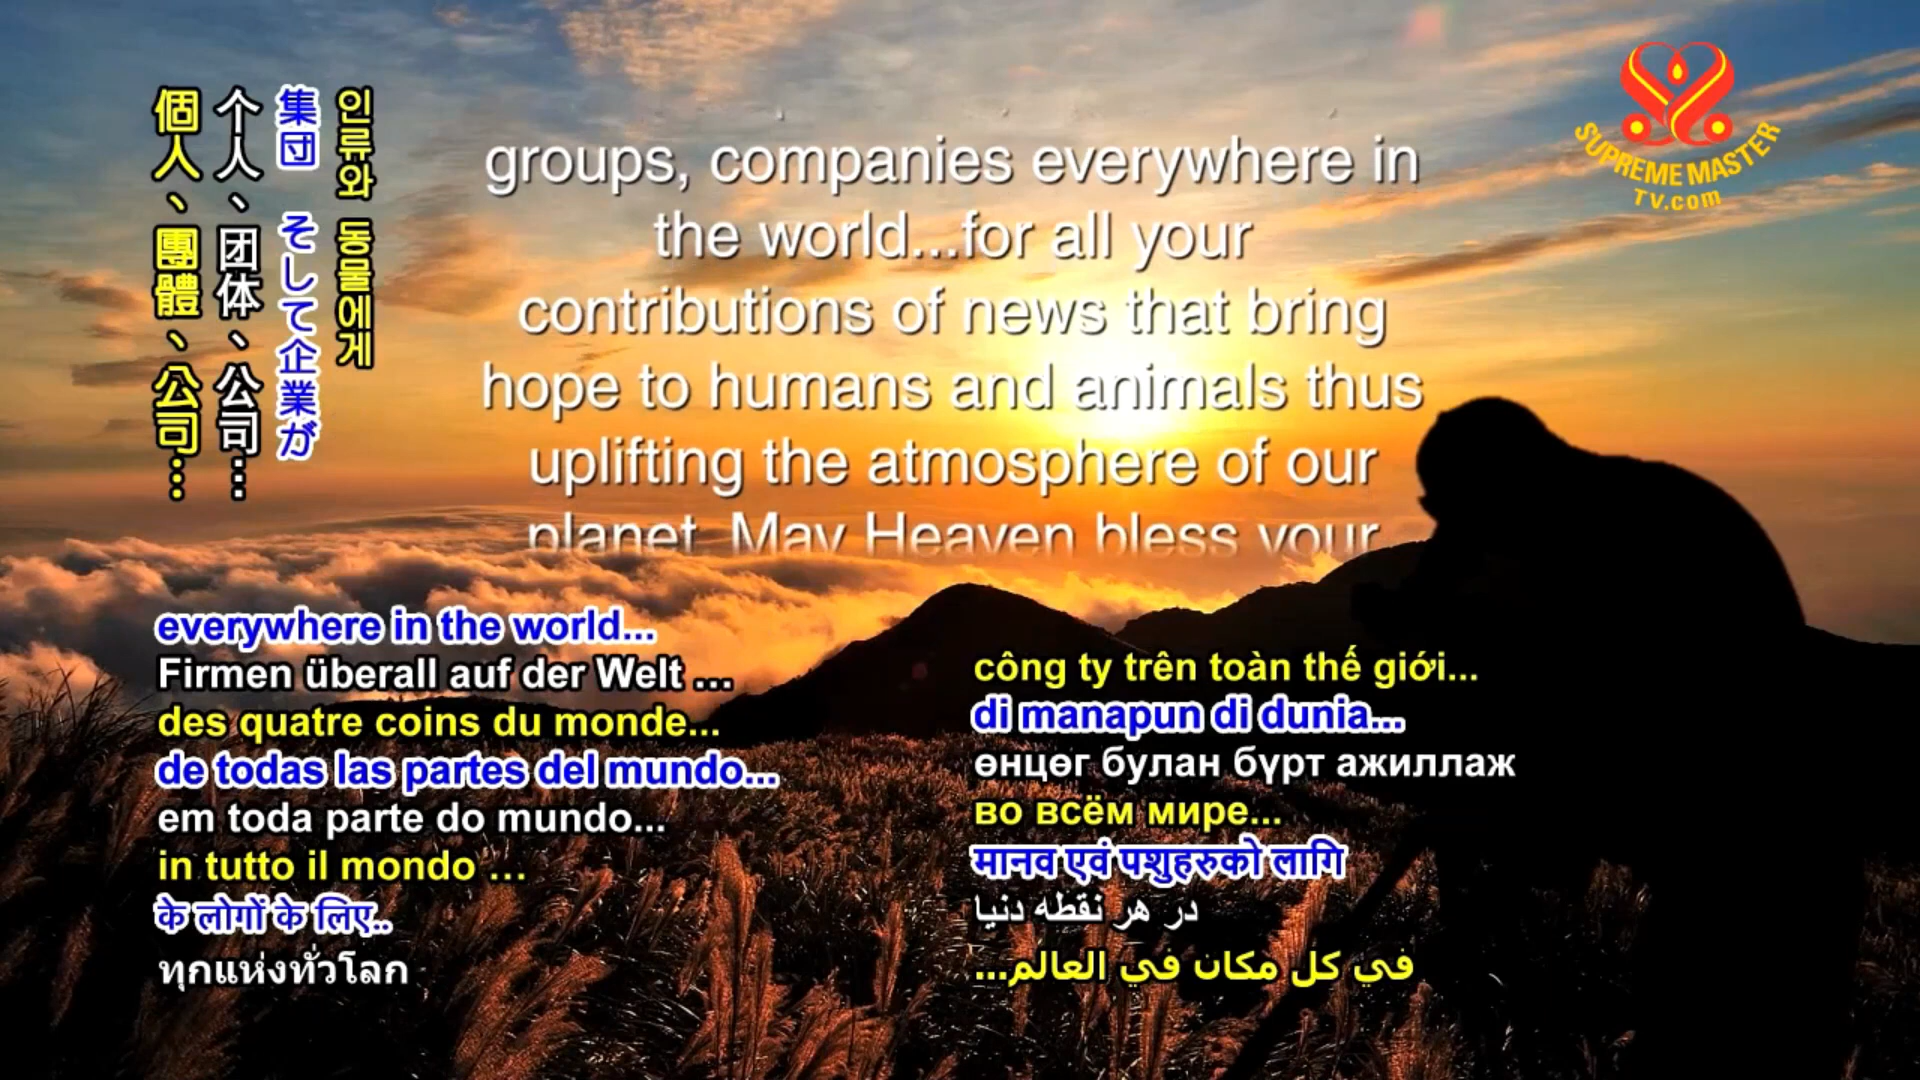 個人、團體、公司…
个人、团体、公司…
集団 そして企業が
인류와 동물에게
groups, companies everywhere in
the world...for all your
contributions of news that bring
hope to humans and animals thus
uplifting the atmosphere of our
planet. May Heaven bless your
SUPREME MASTER
TV.com
everywhere in the world...
Firmen überall auf der Welt …
des quatre coins du monde...
de todas las partes del mundo...
em toda parte do mundo...
in tutto il mondo …
के लोगों के लिए..
ทุกแห่งทั่วโลก
công ty trên toàn thế giới...
di manapun di dunia...
өнцөг булан бүрт ажиллаж
во всём мире...
मानव एवं पशुहरुको लागि
در هر نقطه دنیا
في كل مكان في العالم...